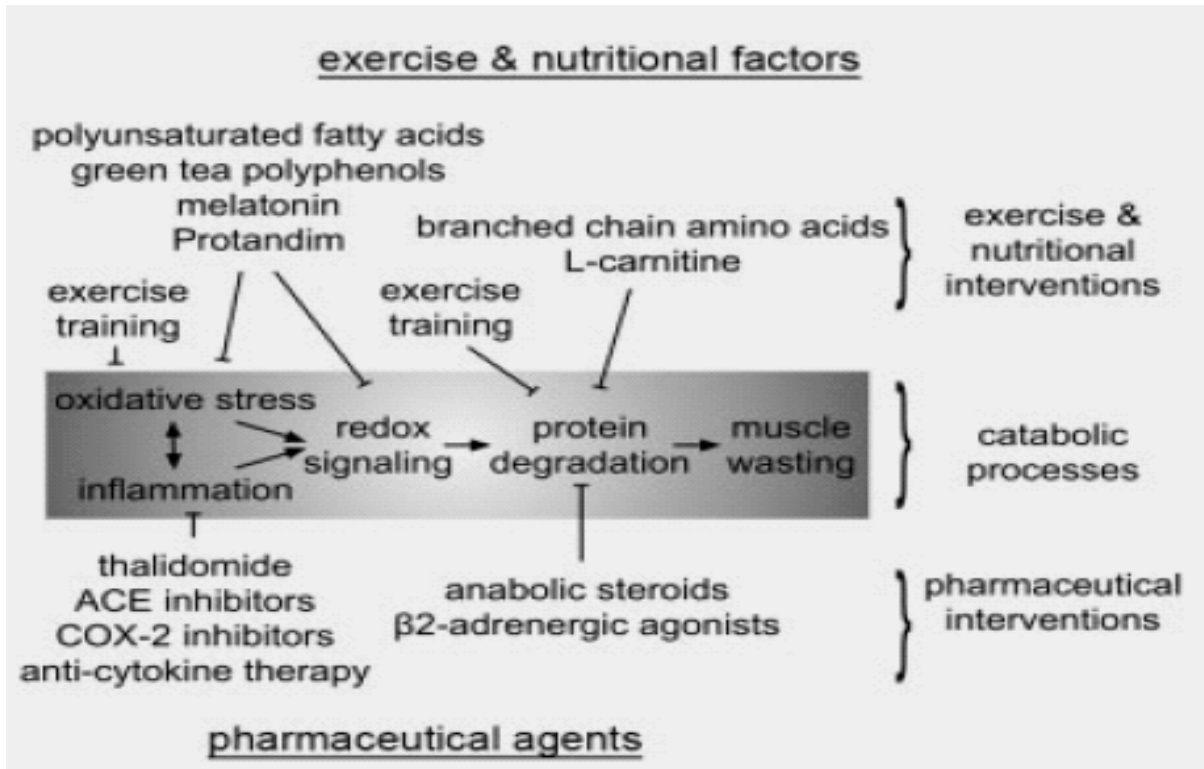 exercise & nutritional factors
polyunsaturated fatty acids
green tea polyphenols
melatonin
Protandim
branched chain amino acids
L-carnitine
exercise &
nutritional
interventions
exercise
training
exercise
training
oxidative stress
redox
signaling
protein
degradation
muscle
wasting
inflammation
catabolic
processes
thalidomide
ACE inhibitors
COX-2 inhibitors
anti-cytokine therapy
anabolic steroids
β2-adrenergic agonists
pharmaceutical
interventions
pharmaceutical agents